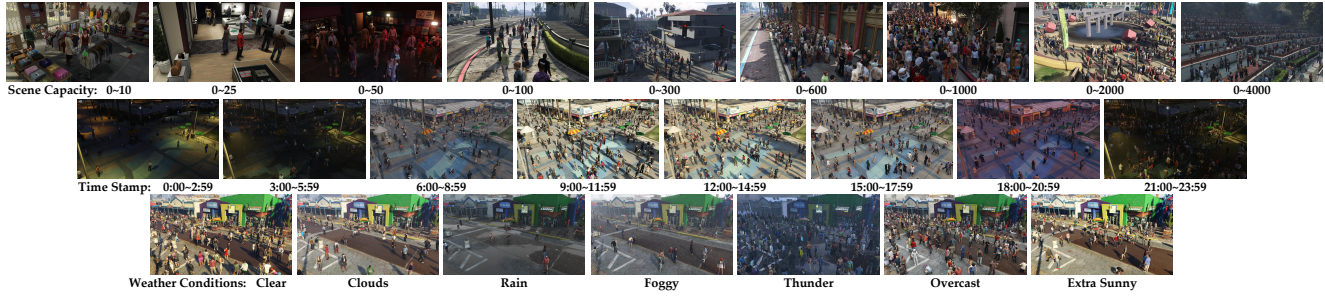 Scene Capacity: 0~10 0~25 0~50 0~100 0~300 0~600 0~1000 0~2000 0~4000
Time Stamp: 0:00~2:59 3:00~5:59 6:00~8:59 9:00~11:59 12:00~14:59 15:00~17:59 18:00~20:59 21:00~23:59
Weather Conditions: Clear Clouds Rain Foggy Thunder Overcast Extra Sunny